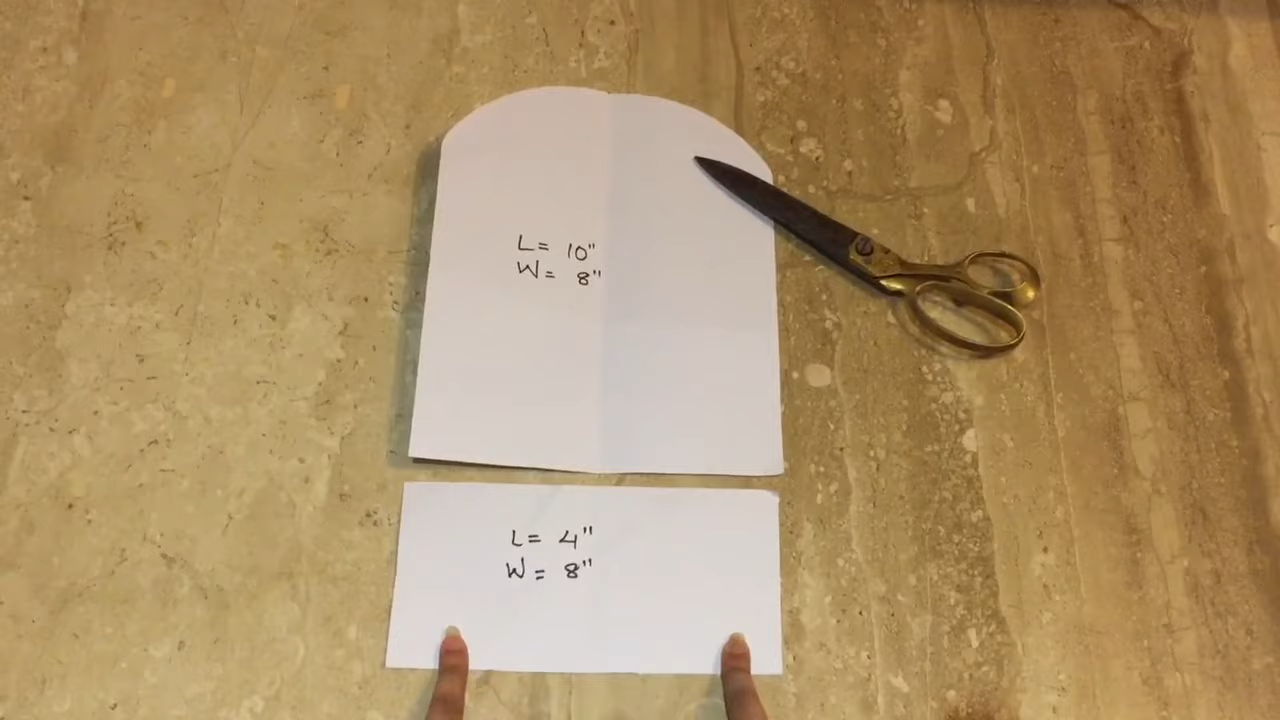 L= 10"
W= 8"
L= 4"
W= 8"